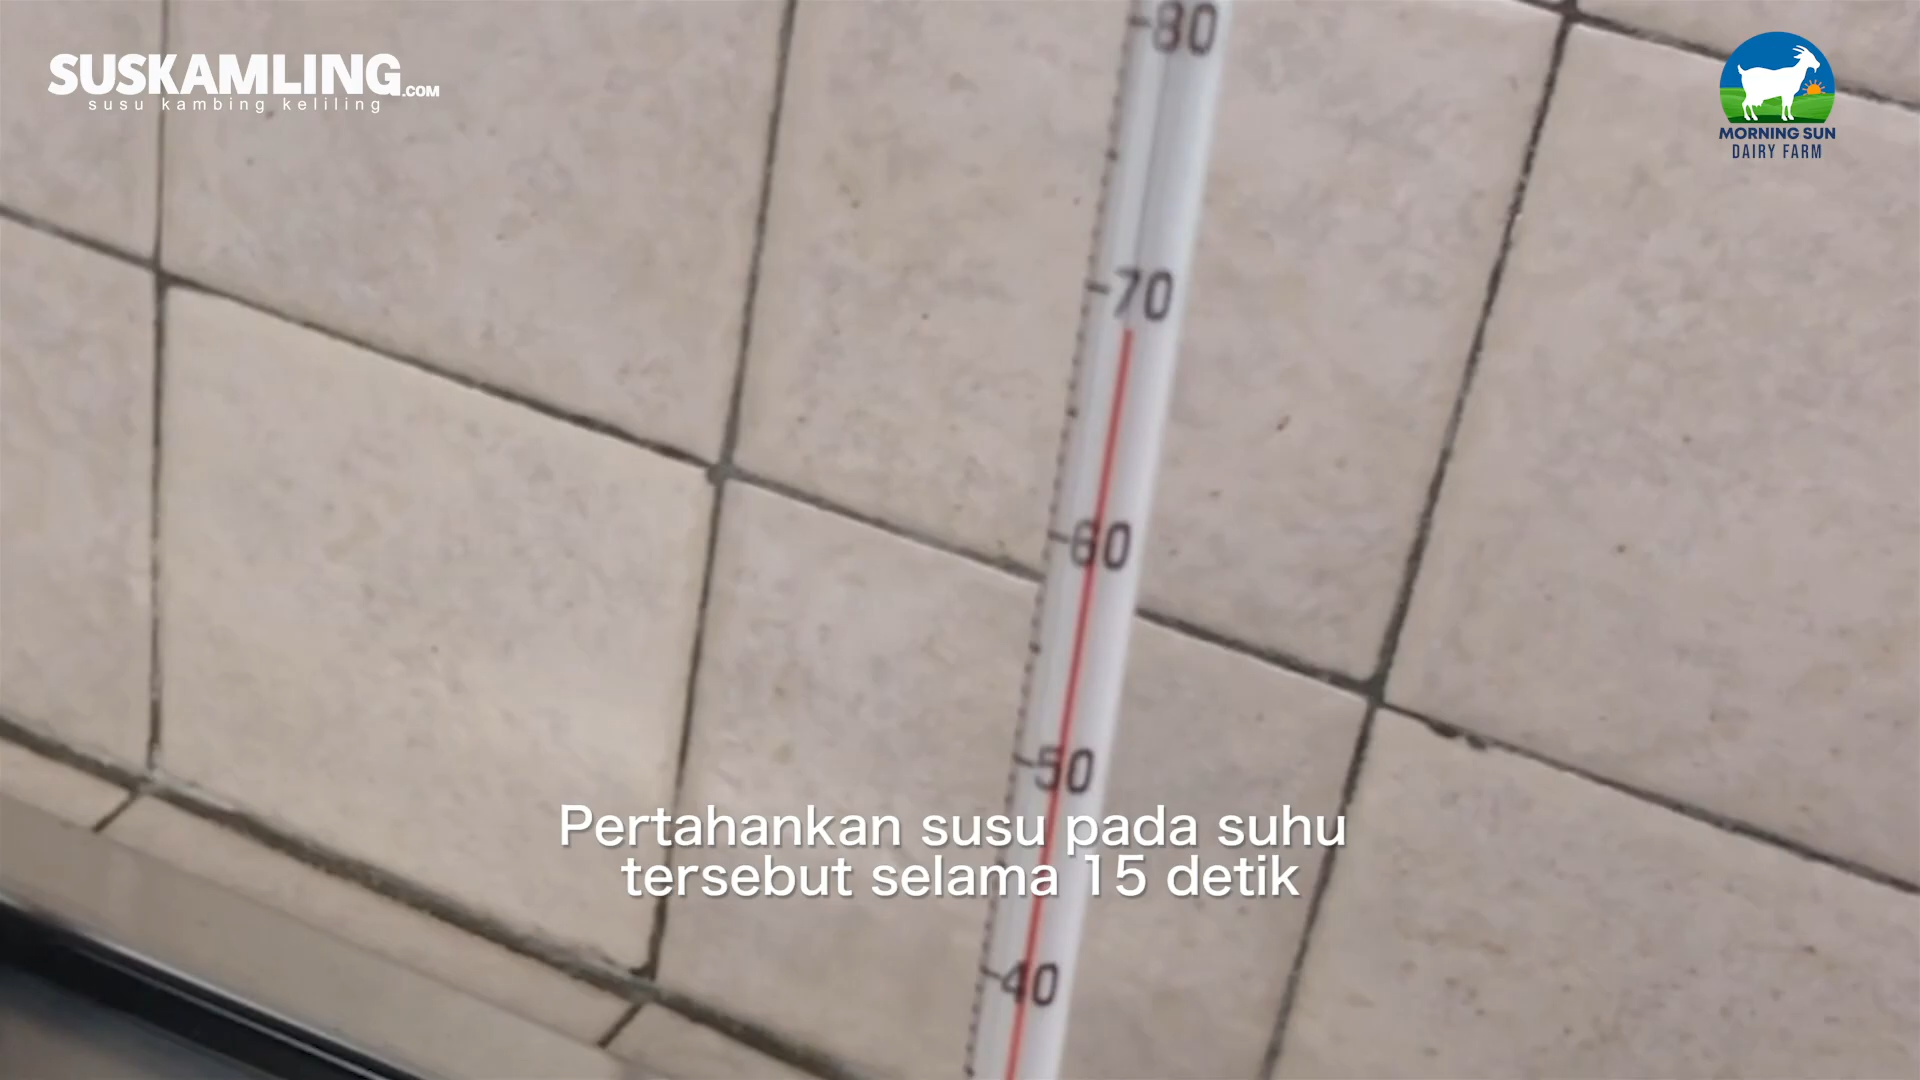 SUSKAMLING.COM
susu kambing keliling
MORNING SUN
DAIRY FARM
80
70
60
50
Pertahankan susu pada suhu
tersebut selama 15 detik
40